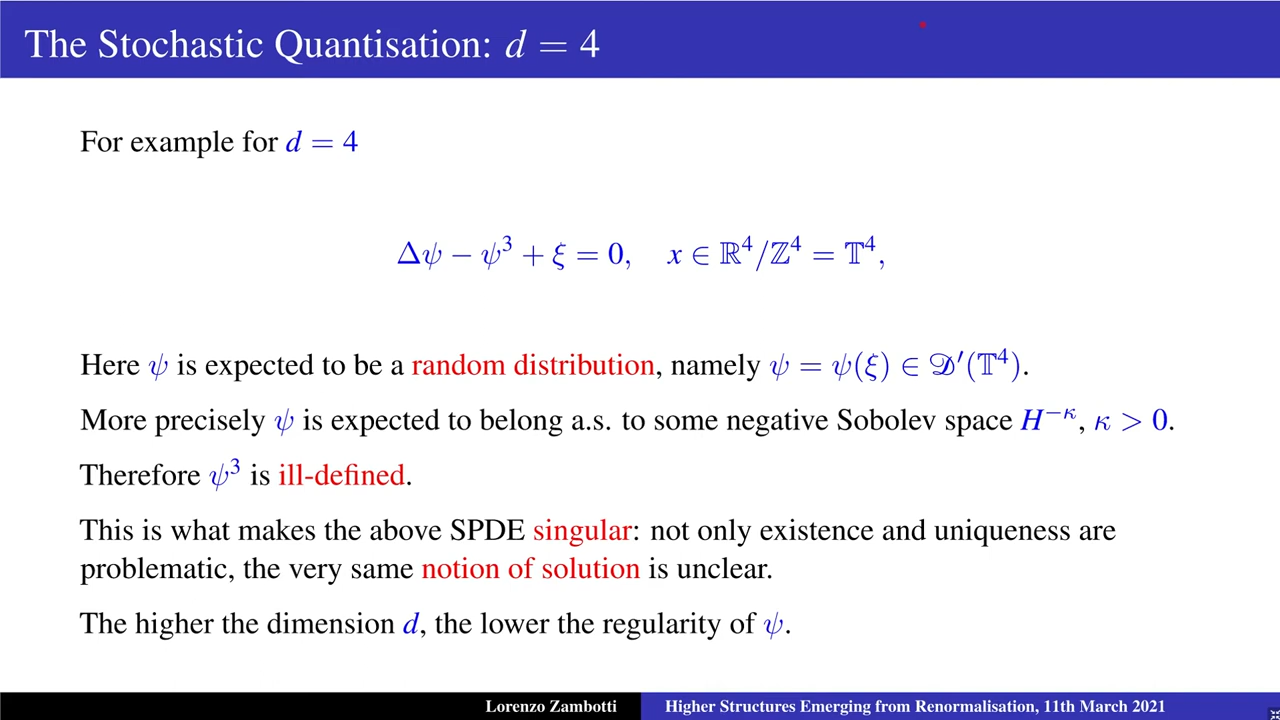 The Stochastic Quantisation: d = 4
For example for d = 4
Δψ − ψ³ + ξ = 0, x ∈ ℝ⁴/ℤ⁴ = 𝕋⁴,
Here ψ is expected to be a random distribution, namely ψ = ψ(ξ) ∈ 𝒟′(𝕋⁴).
More precisely ψ is expected to belong a.s. to some negative Sobolev space H⁻ᵏ, κ > 0.
Therefore ψ³ is ill-defined.
This is what makes the above SPDE singular: not only existence and uniqueness are
problematic, the very same notion of solution is unclear.
The higher the dimension d, the lower the regularity of ψ.
Lorenzo Zambotti
Higher Structures Emerging from Renormalisation, 11th March 2021